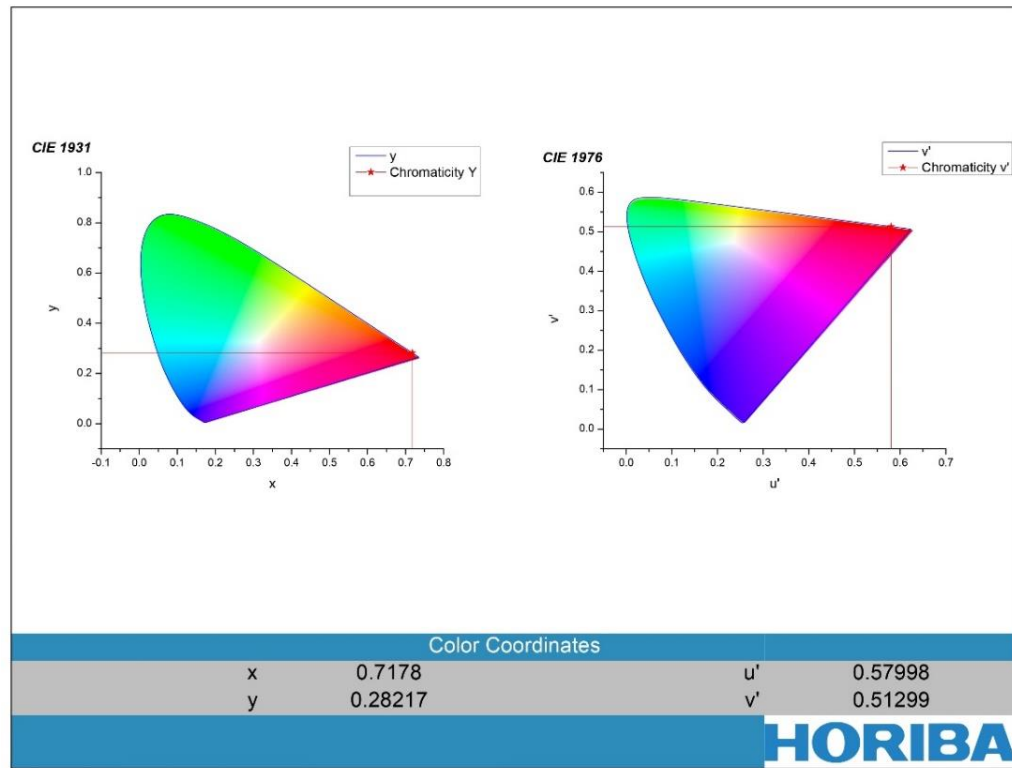 CIE 1931
y
Chromaticity Y
1.0
0.8
0.6
0.4
0.2
0.0
y
-0.1 0.0 0.1 0.2 0.3 0.4 0.5 0.6 0.7 0.8
x
CIE 1976
v'
Chromaticity v'
0.6
0.5
0.4
0.3
0.2
0.1
0.0
v'
0.0 0.1 0.2 0.3 0.4 0.5 0.6 0.7
u'
Color Coordinates
x 0.7178 u' 0.57998
y 0.28217 v' 0.51299
HORIBA